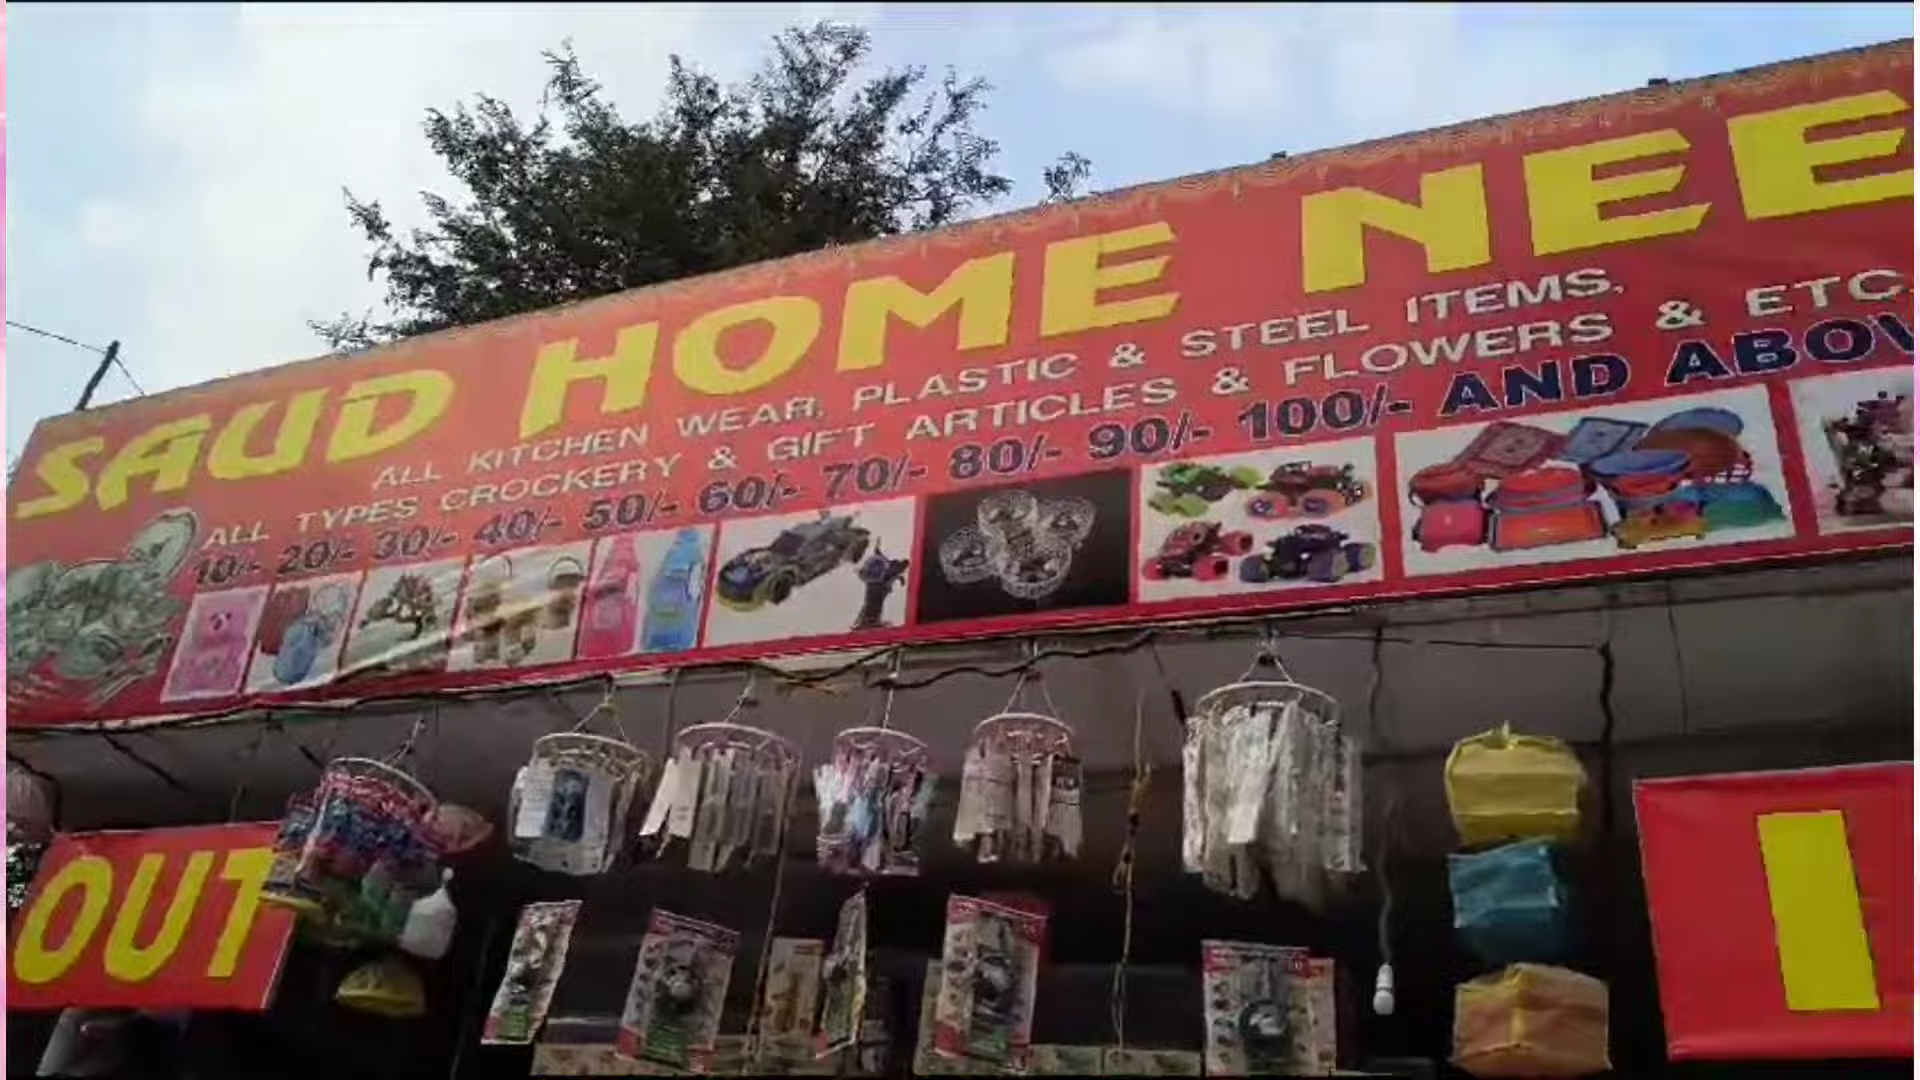 SAUD HOME NEE
ALL KITCHEN WEAR, PLASTIC & STEEL ITEMS,
ALL TYPES CROCKERY & GIFT ARTICLES & FLOWERS & ETC.
10/- 20/- 30/- 40/- 50/- 60/- 70/- 80/- 90/- 100/- AND ABOV
OUT
I